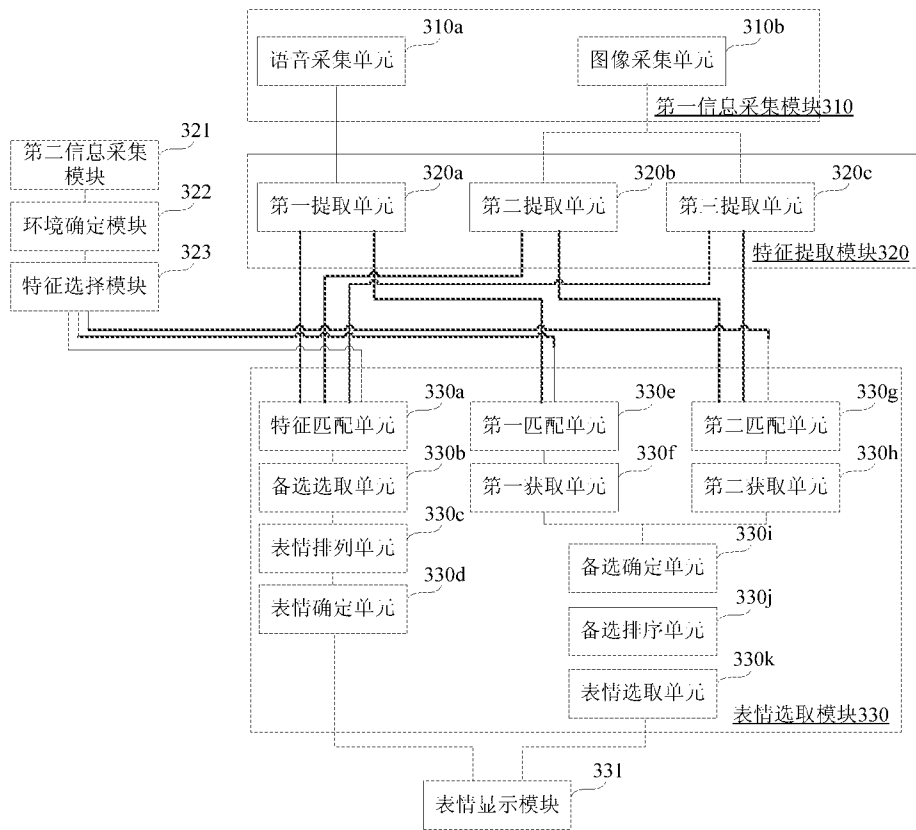 310a
310b
语音采集单元
图像采集单元
第一信息采集模块310
321
第二信息采集
模块
322
环境确定模块
323
特征选择模块
320a
320b
320c
第一提取单元
第二提取单元
第三提取单元
特征提取模块320
330a
330e
330g
特征匹配单元
第一匹配单元
第二匹配单元
330b
330f
330h
备选选取单元
第一获取单元
第二获取单元
330c
表情排列单元
330i
备选确定单元
330d
表情确定单元
330j
备选排序单元
330k
表情选取单元
表情选取模块330
331
表情显示模块